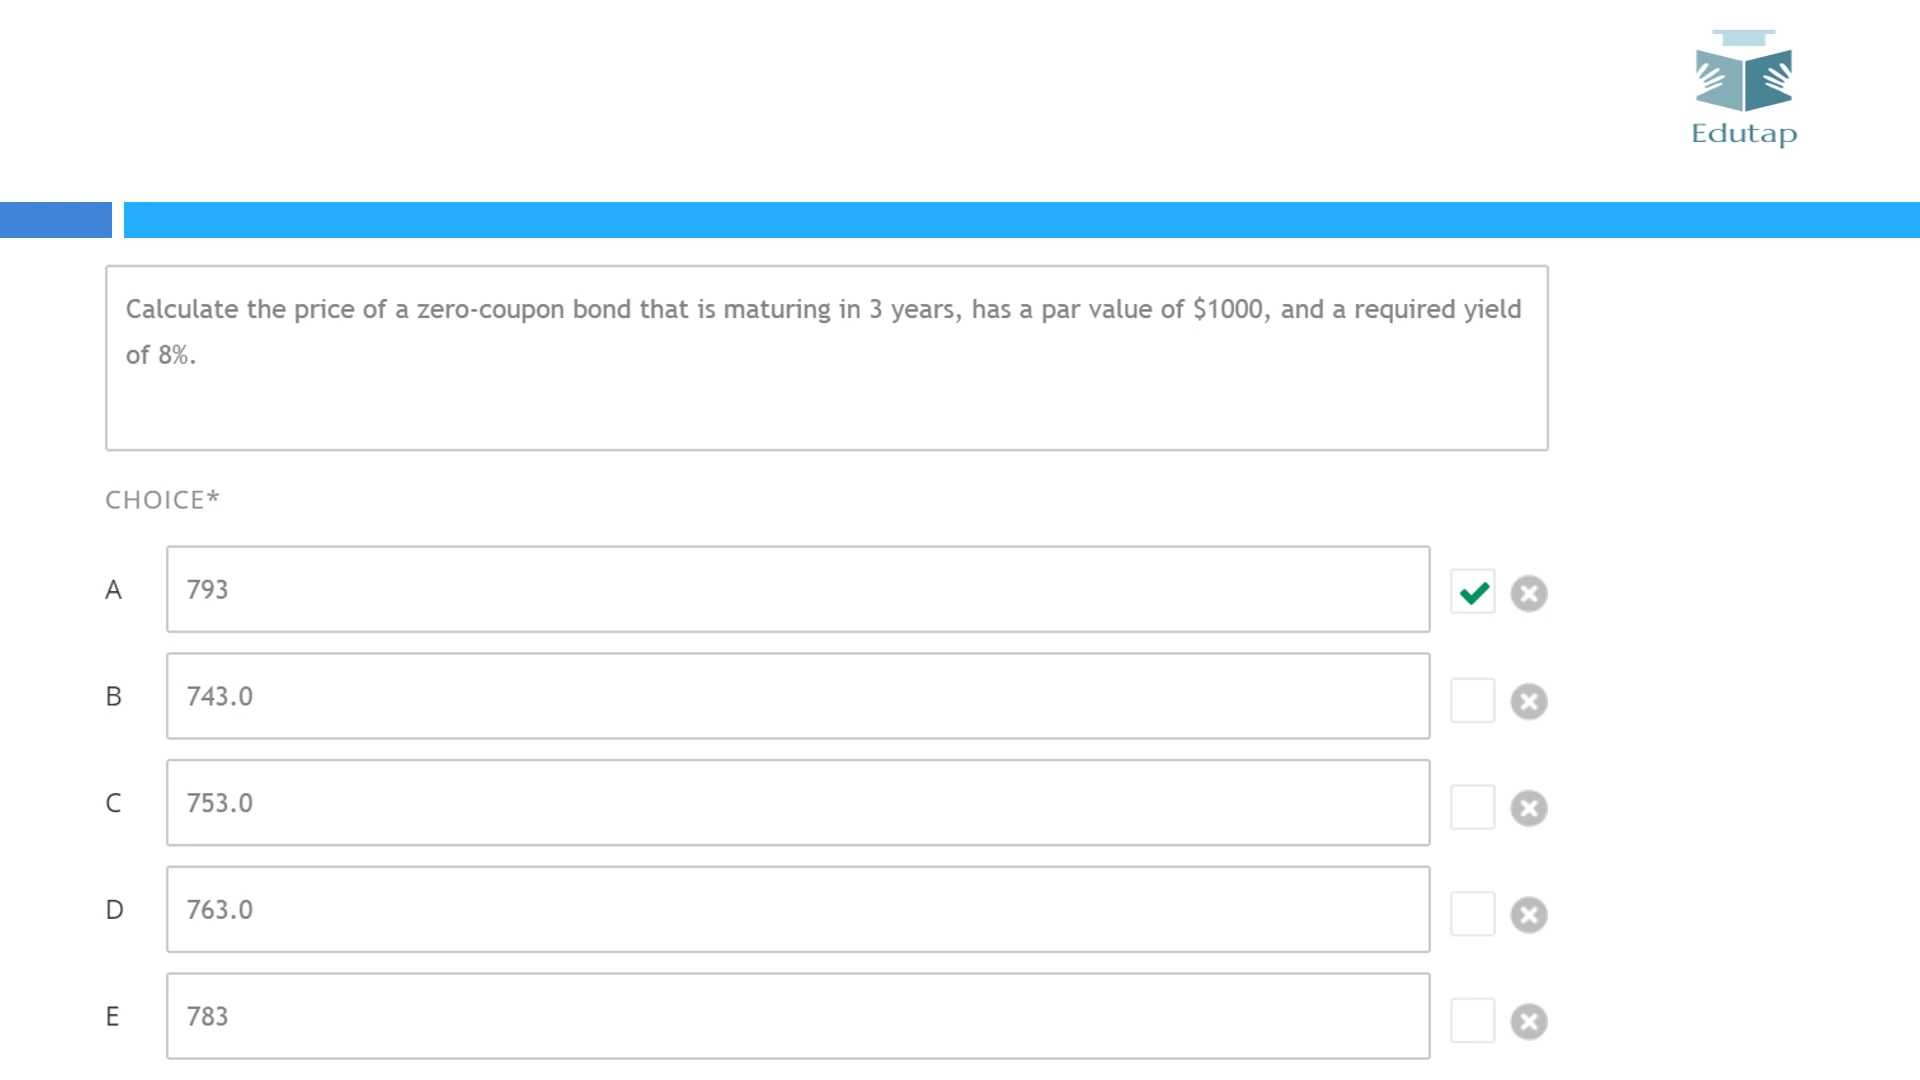 Edutap
Calculate the price of a zero-coupon bond that is maturing in 3 years, has a par value of $1000, and a required yield
of 8%.
CHOICE*
A 793
B 743.0
C 753.0
D 763.0
E 783